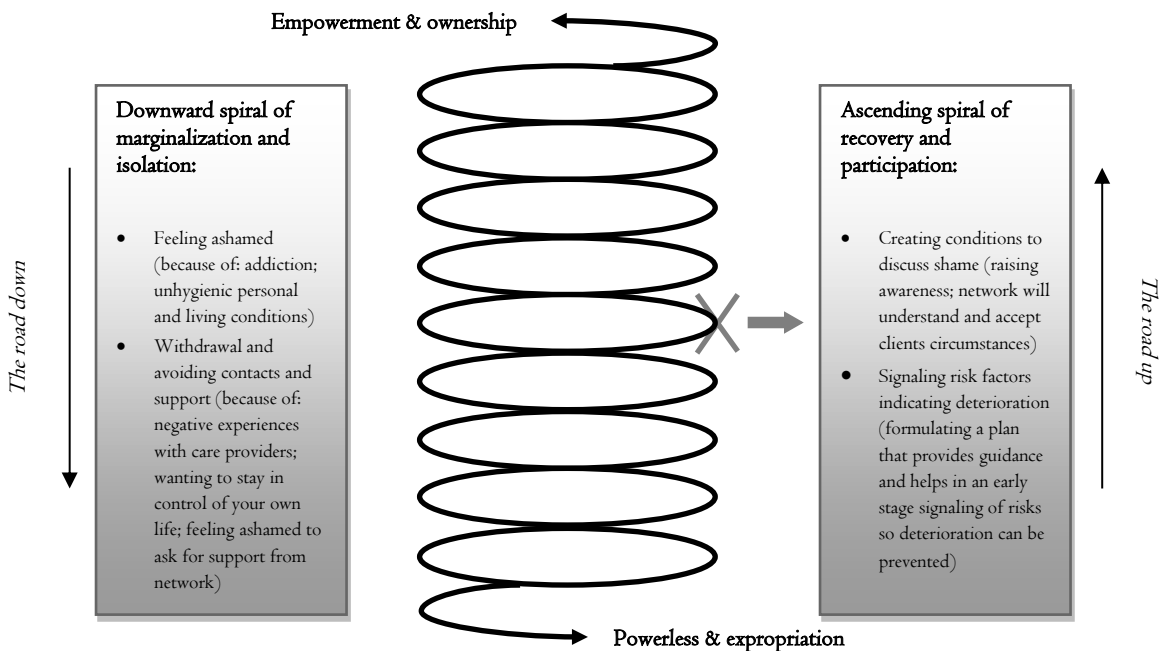 Empowerment & ownership
The road down
Downward spiral of
marginalization and
isolation:
• Feeling ashamed
(because of: addiction;
unhygienic personal
and living conditions)
• Withdrawal and
avoiding contacts and
support (because of:
negative experiences
with care providers;
wanting to stay in
control of your own
life; feeling ashamed to
ask for support from
network)
Ascending spiral of
recovery and
participation:
• Creating conditions to
discuss shame (raising
awareness; network will
understand and accept
clients circumstances)
• Signaling risk factors
indicating deterioration
(formulating a plan
that provides guidance
and helps in an early
stage signaling of risks
so deterioration can be
prevented)
The road up
Powerless & expropriation